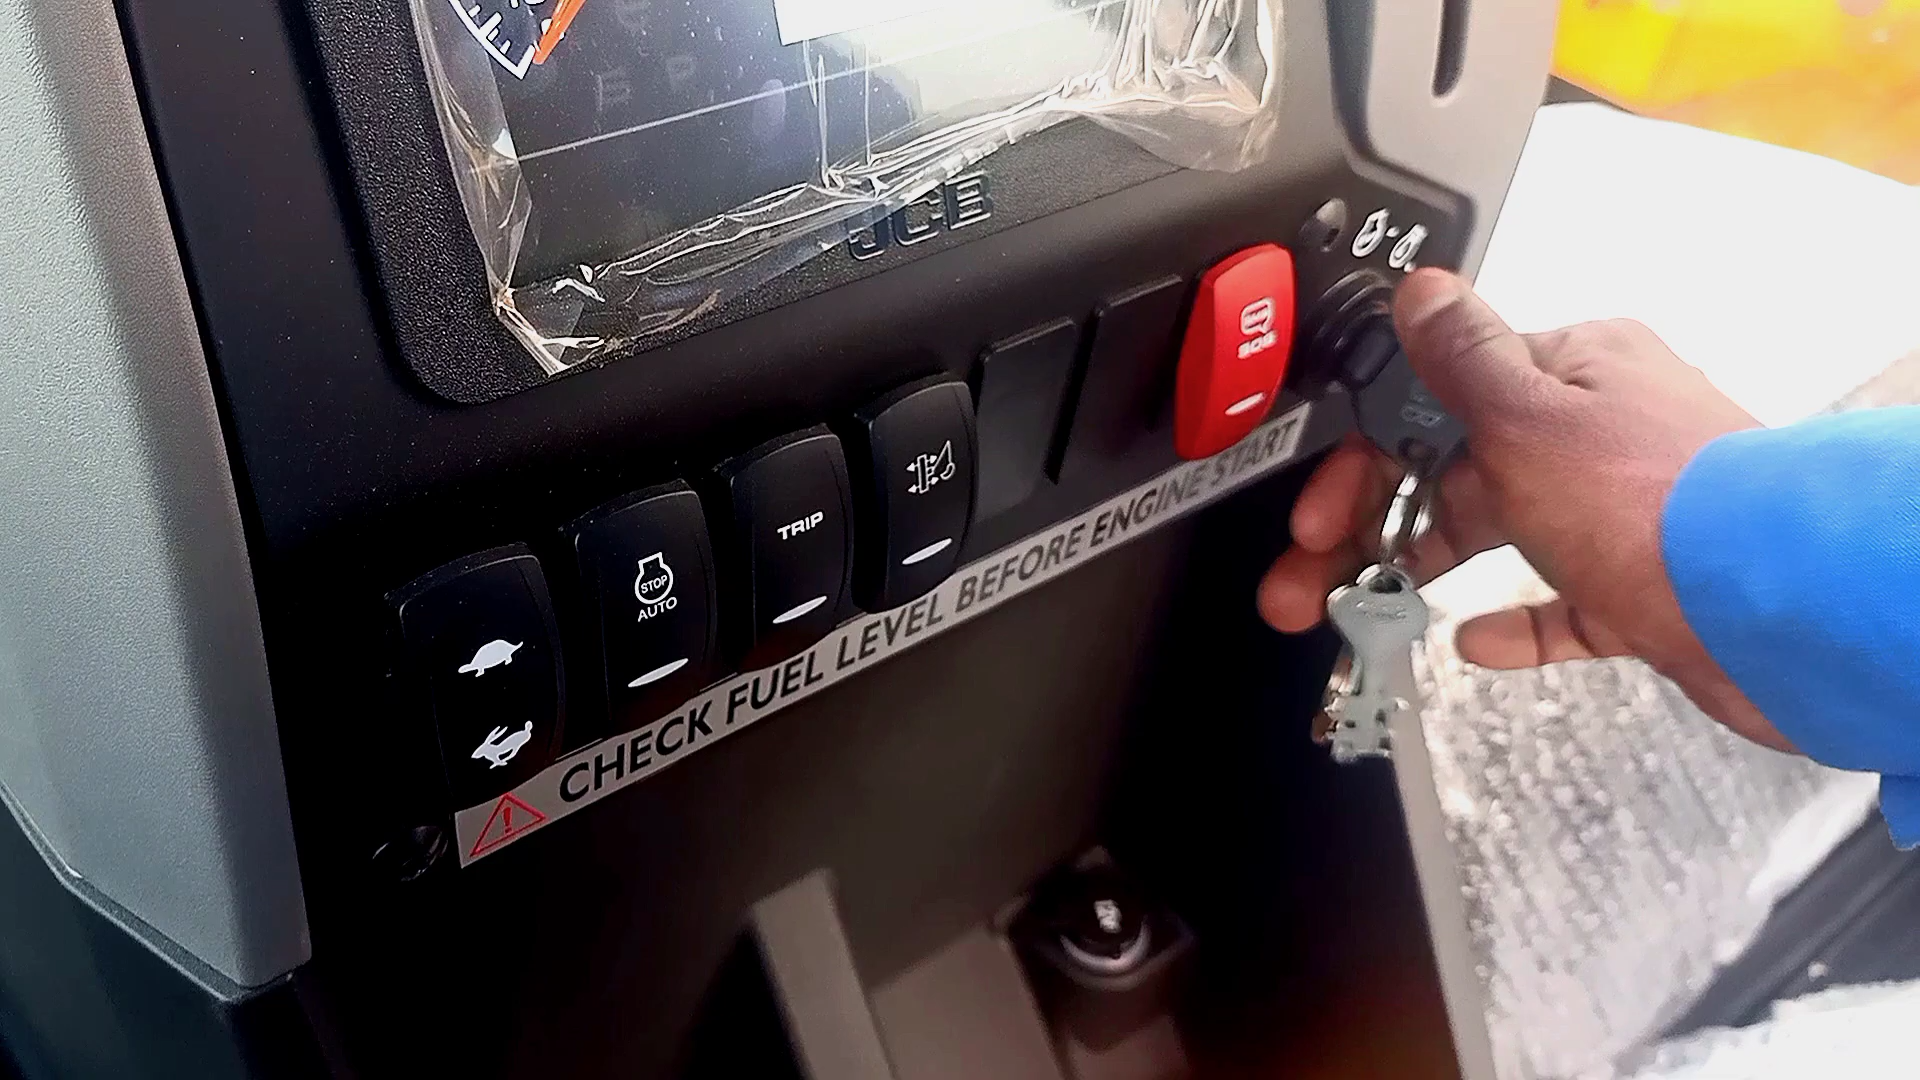 JCB
SOS
TRIP
STOP
AUTO
CHECK FUEL LEVEL BEFORE ENGINE START